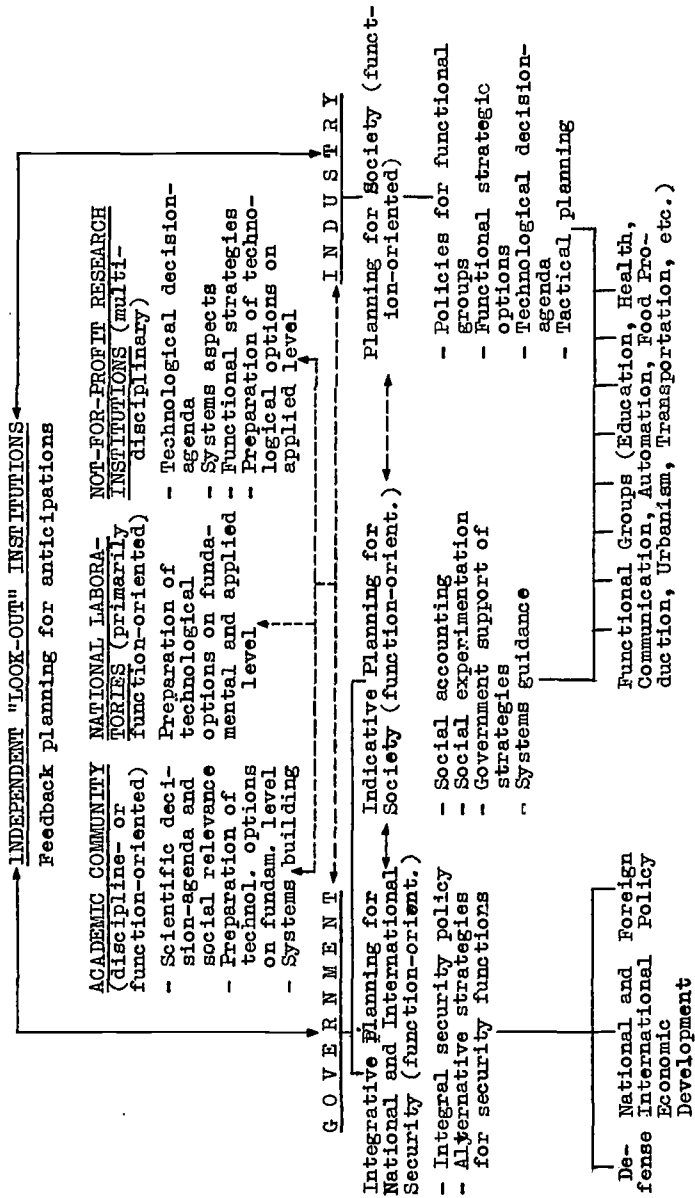 INDEPENDENT "LOOK-OUT" INSTITUTIONS
Feedback planning for anticipations
ACADEMIC COMMUNITY
(discipline- or
function-oriented)
- Scientific deci-
sion-agenda and
social relevance
- Preparation of
technol. options
on fundam. level
- Systems building
NATIONAL LABORA-
TORIES (primarily
function-oriented)
Preparation of
technological
options on funda-
mental and applied
level
NOT-FOR-PROFIT RESEARCH
INSTITUTIONS (multi-
disciplinary)
- Technological decision-
agenda
- Systems aspects
- Functional strategies
- Preparation of techno-
logical options on
applied level
GOVERNMENT
INDUSTRY
Integrative Planning for
National and International
Security (function-orient.)
- Integral security policy
- Alternative strategies
for security functions
Indicative Planning for
Society (function-orient.)
- Social accounting
- Social experimentation
- Government support of
strategies
- Systems guidance
Planning for Society (funct-
ion-oriented)
- Policies for functional
groups
- Functional strategic
options
- Technological decision-
agenda
- Tactical planning
De-
fense
National and
International
Economic
Development
Foreign
Policy
Functional Groups (Education, Health,
Communication, Automation, Food Pro-
duction, Urbanism, Transportation, etc.)